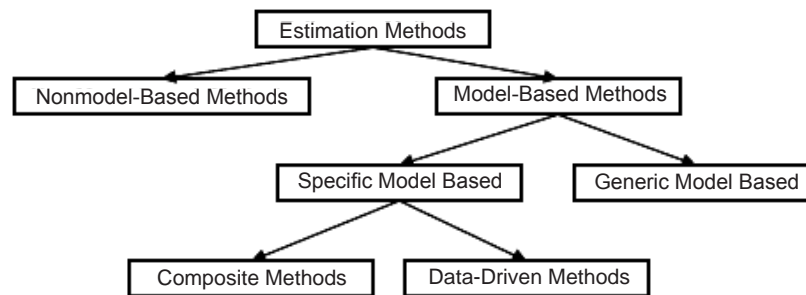 Estimation Methods
Nonmodel-Based Methods
Model-Based Methods
Specific Model Based
Generic Model Based
Composite Methods
Data-Driven Methods